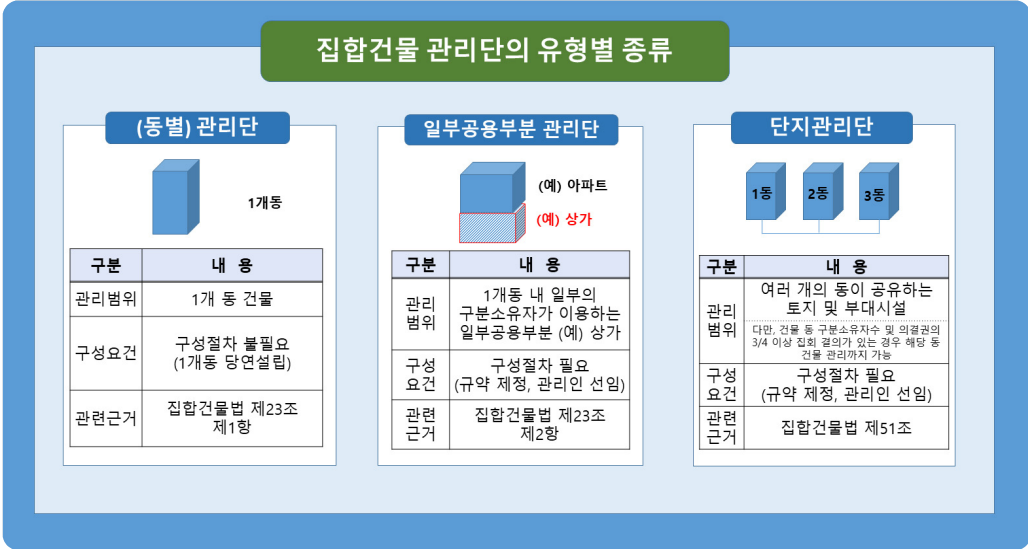 집합건물 관리단의 유형별 종류
(동별) 관리단
1개동
구분 내 용
관리범위 1개 동 건물
구성요건 구성절차 불필요
(1개동 당연설립)
관련근거 집합건물법 제23조
제1항
일부공용부분 관리단
(예) 아파트
(예) 상가
구분 내 용
관리
범위
1개동 내 일부의
구분소유자가 이용하는
일부공용부분 (예) 상가
구성
요건
구성절차 필요
(규약 제정, 관리인 선임)
관련
근거
집합건물법 제23조
제2항
단지관리단
1동 2동 3동
구분 내 용
관리
범위
여러 개의 동이 공유하는
토지 및 부대시설
다만, 건물 동 구분소유자수 및 의결권의
3/4 이상 집회 결의가 있는 경우 해당 동
건물 관리까지 가능
구성
요건
구성절차 필요
(규약 제정, 관리인 선임)
관련
근거
집합건물법 제51조